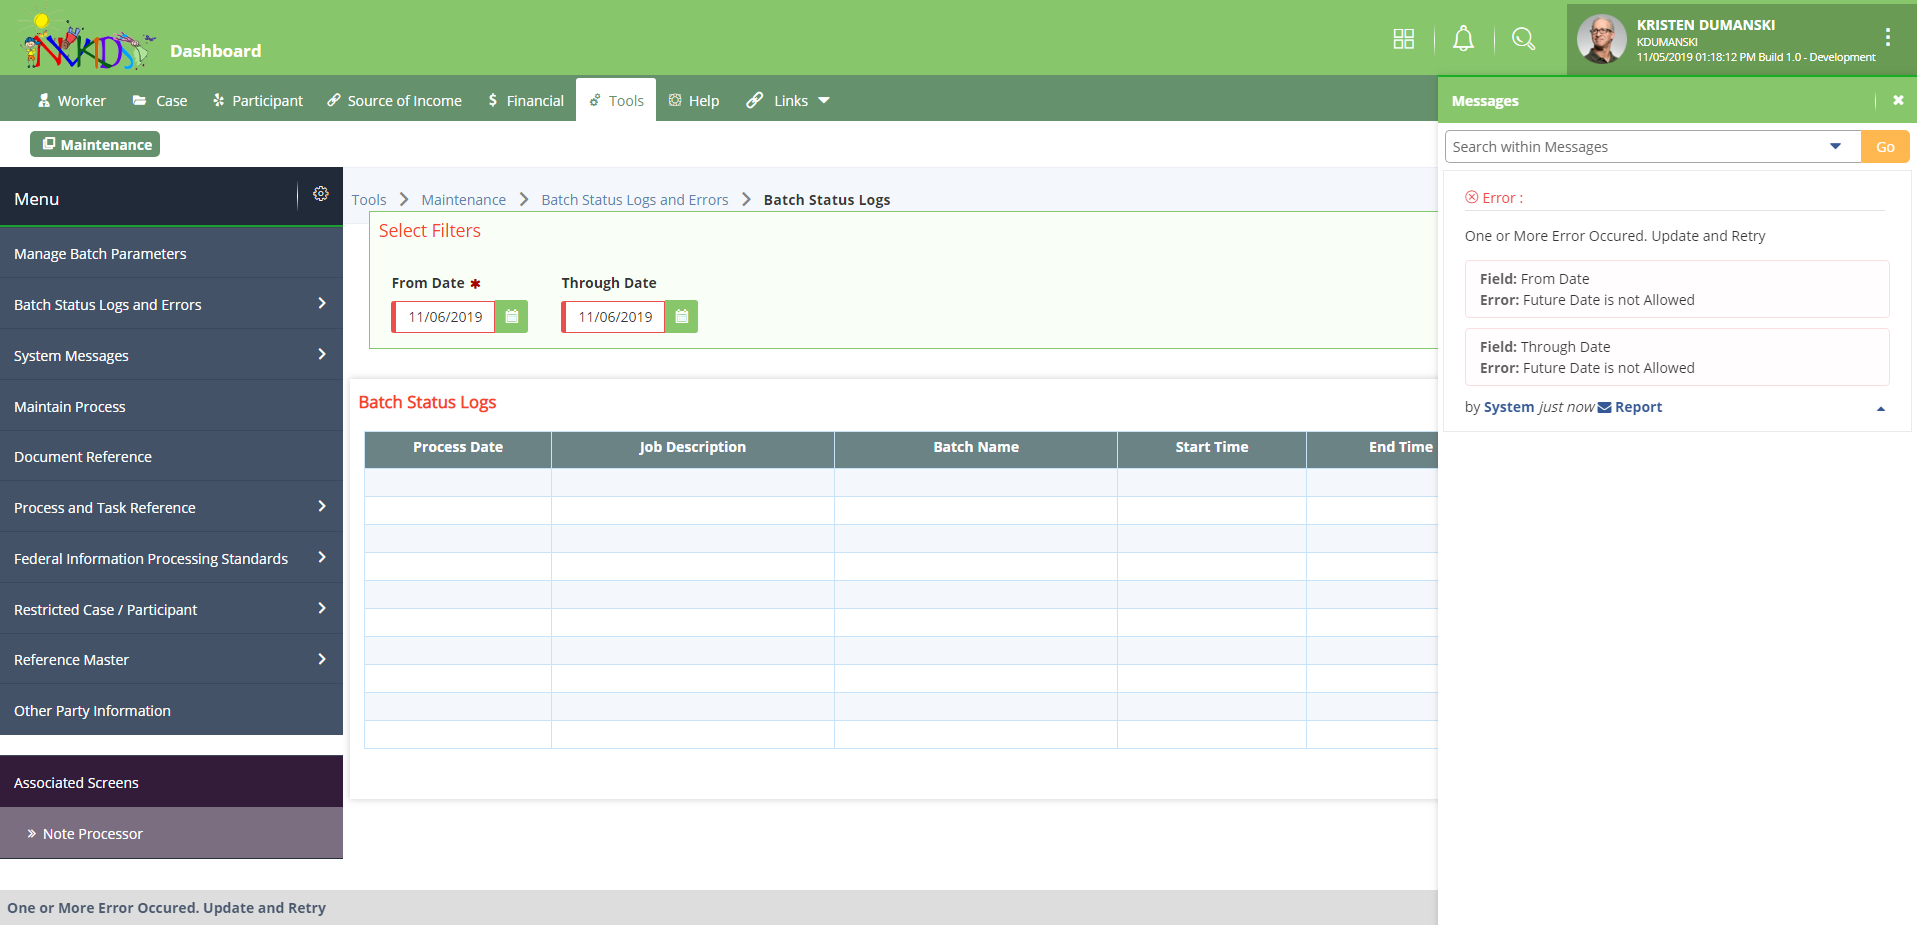 NVKIDS
Dashboard
KRISTEN DUMANSKI
KDUMANSKI
11/05/2019 01:18:12 PM Build 1.0 - Development
Worker
Case
Participant
Source of Income
Financial
Tools
Help
Links
Maintenance
Menu
Manage Batch Parameters
Batch Status Logs and Errors
System Messages
Maintain Process
Document Reference
Process and Task Reference
Federal Information Processing Standards
Restricted Case / Participant
Reference Master
Other Party Information
Associated Screens
» Note Processor
Tools > Maintenance > Batch Status Logs and Errors > Batch Status Logs
Select Filters
From Date * Through Date
11/06/2019 11/06/2019
Batch Status Logs
Process Date Job Description Batch Name Start Time End Time
Messages
Search within Messages Go
Error :
One or More Error Occured. Update and Retry
Field: From Date
Error: Future Date is not Allowed
Field: Through Date
Error: Future Date is not Allowed
by System just now Report
One or More Error Occured. Update and Retry